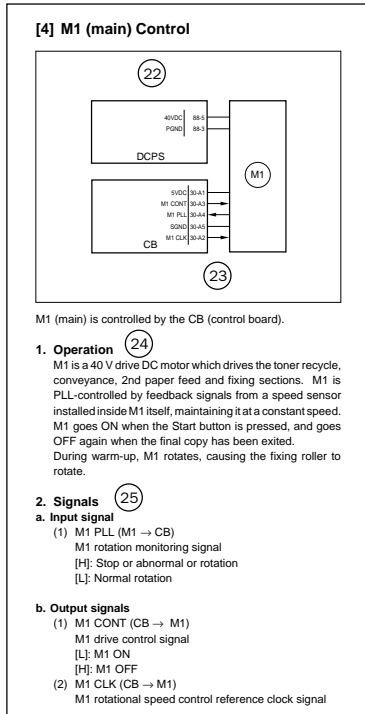 [4] M1 (main) Control
22
40VDC 88-5
PGND 88-3
DCPS
M1
5VDC 30-A1
M1 CONT 30-A3
M1 PLL 30-A4
SGND 30-A5
M1 CLK 30-A2
CB
23
M1 (main) is controlled by the CB (control board).
1. Operation 24
M1 is a 40 V drive DC motor which drives the toner recycle,
conveyance, 2nd paper feed and fixing sections. M1 is
PLL-controlled by feedback signals from a speed sensor
installed inside M1 itself, maintaining it at a constant speed.
M1 goes ON when the Start button is pressed, and goes
OFF again when the final copy has been exited.
During warm-up, M1 rotates, causing the fixing roller to
rotate.
2. Signals 25
a. Input signal
(1) M1 PLL (M1 → CB)
M1 rotation monitoring signal
[H]: Stop or abnormal or rotation
[L]: Normal rotation
b. Output signals
(1) M1 CONT (CB → M1)
M1 drive control signal
[L]: M1 ON
[H]: M1 OFF
(2) M1 CLK (CB → M1)
M1 rotational speed control reference clock signal